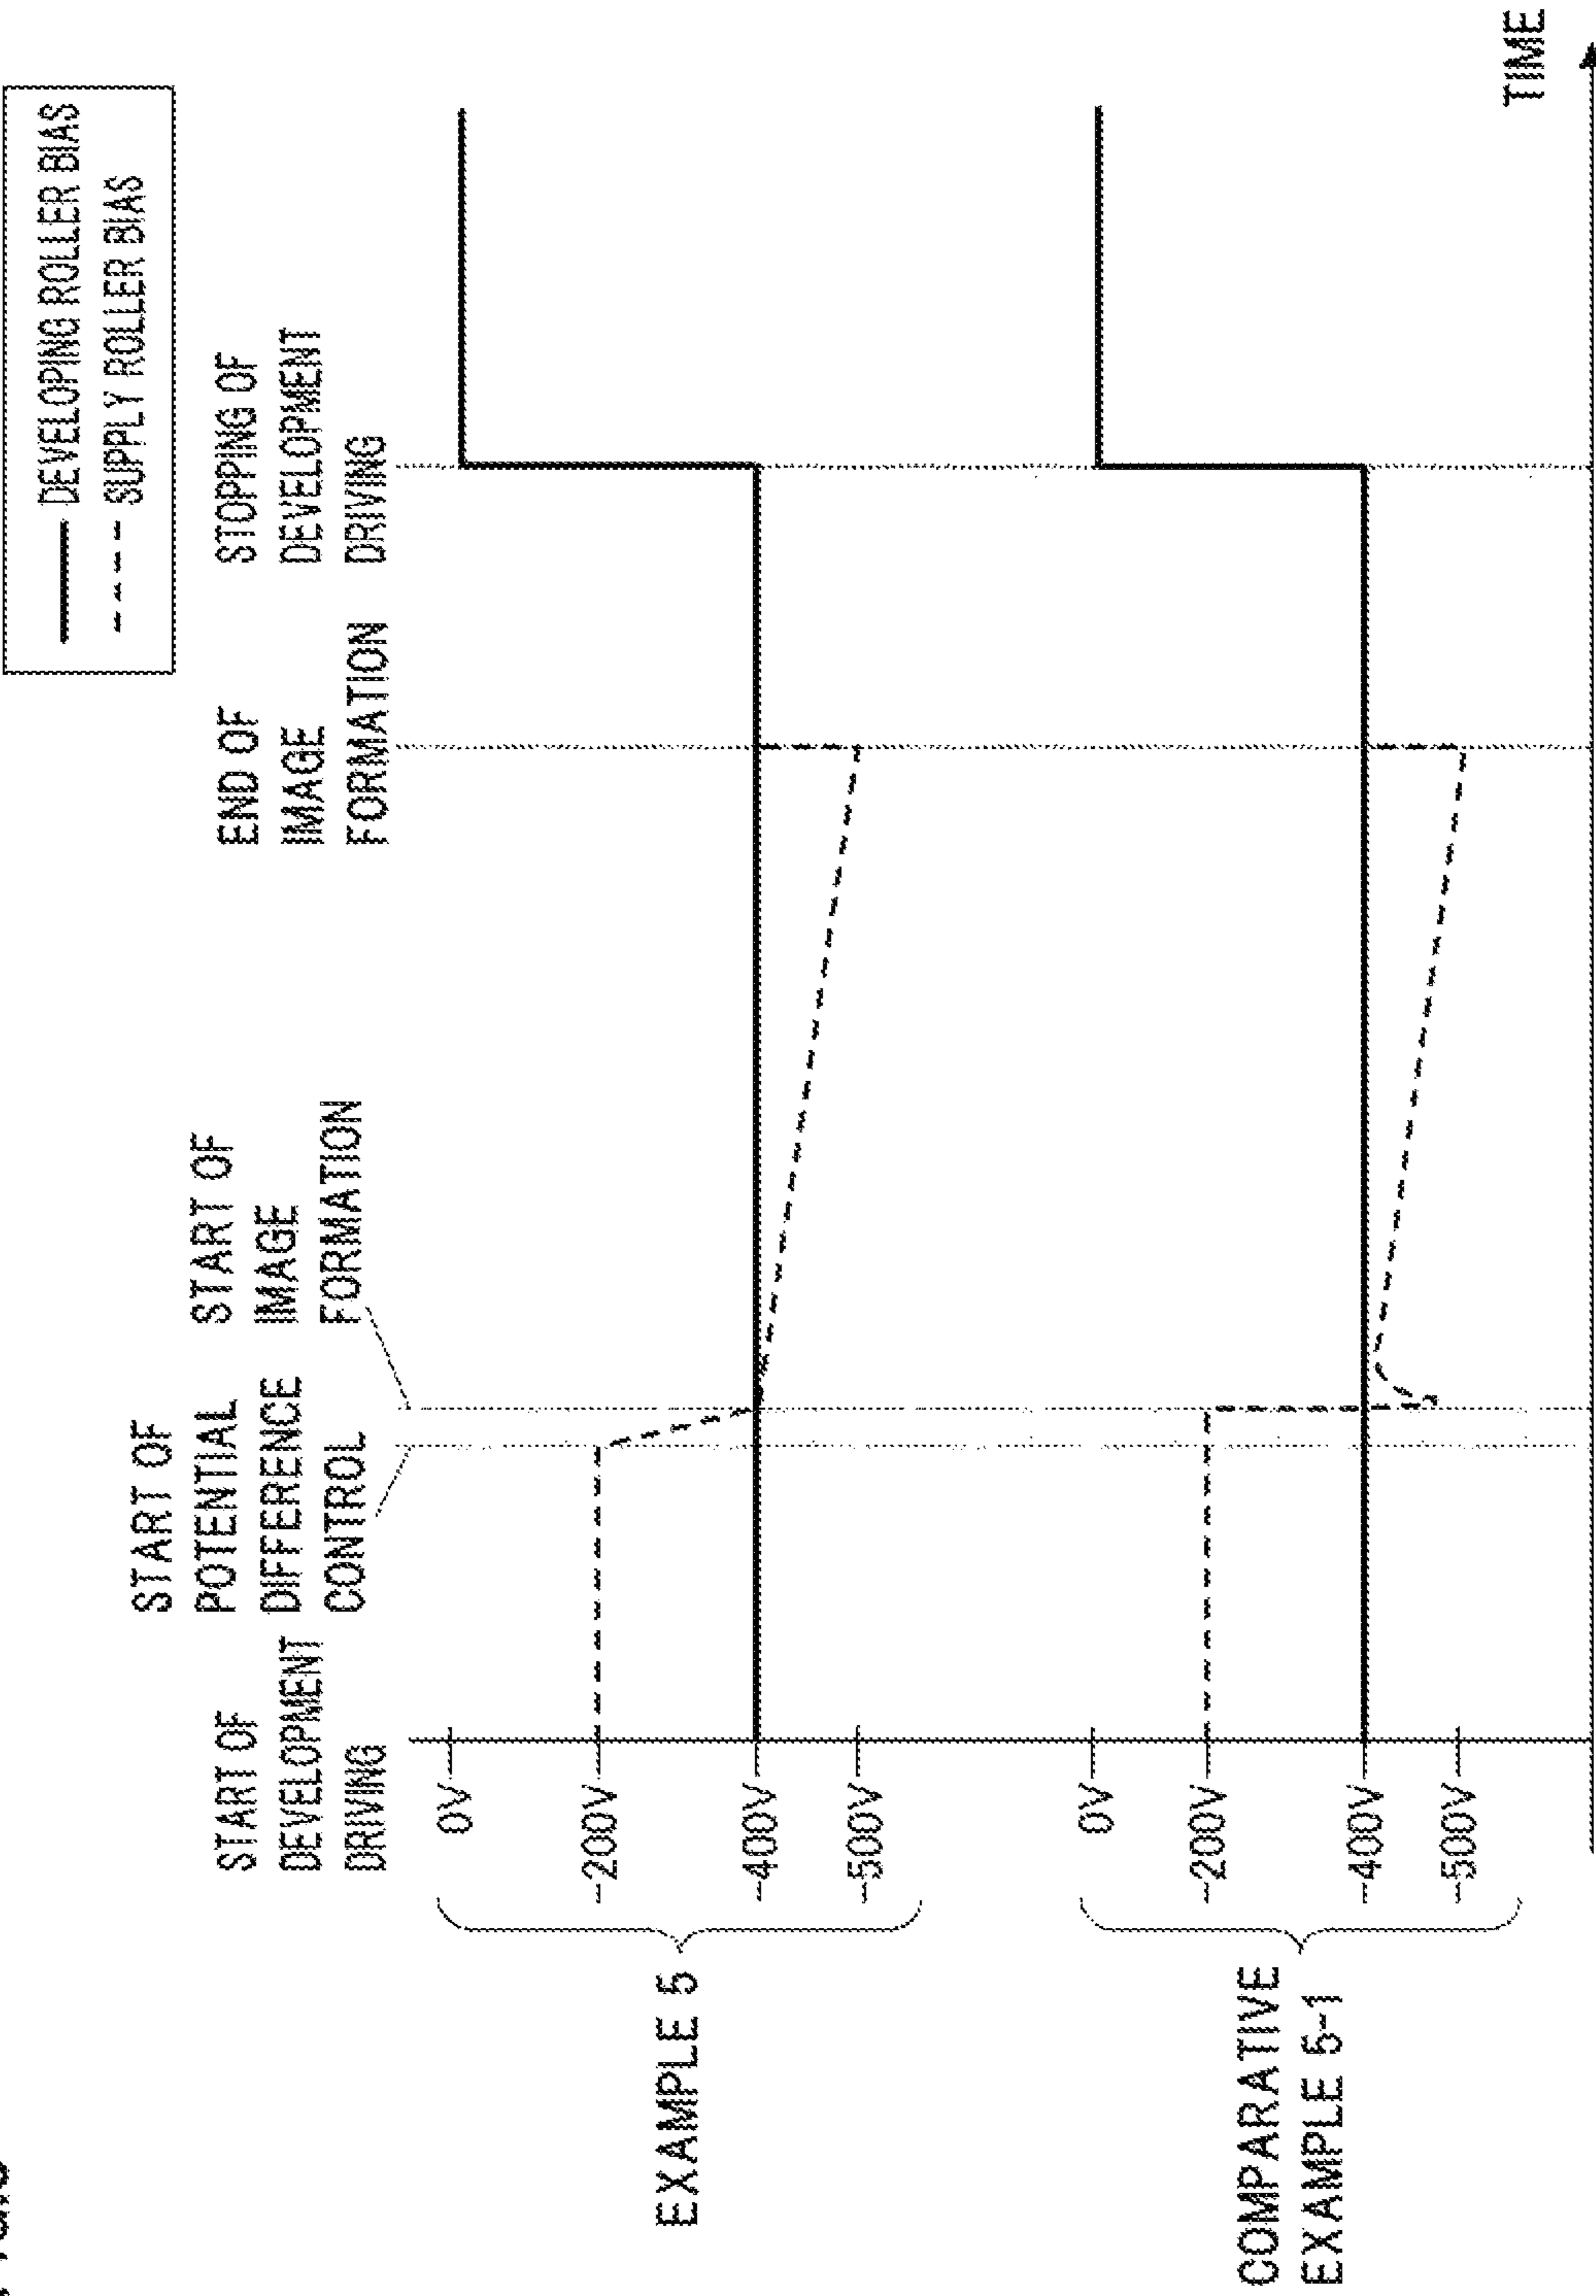 DEVELOPING ROLLER BIAS
SUPPLY ROLLER BIAS
START OF
DEVELOPMENT
DRIVING
START OF
POTENTIAL
DIFFERENCE
CONTROL
START OF
IMAGE
FORMATION
END OF
IMAGE
FORMATION
STOPPING OF
DEVELOPMENT
DRIVING
EXAMPLE 5
0V
-200V
-400V
-500V
COMPARATIVE
EXAMPLE 5-1
0V
-200V
-400V
-500V
TIME